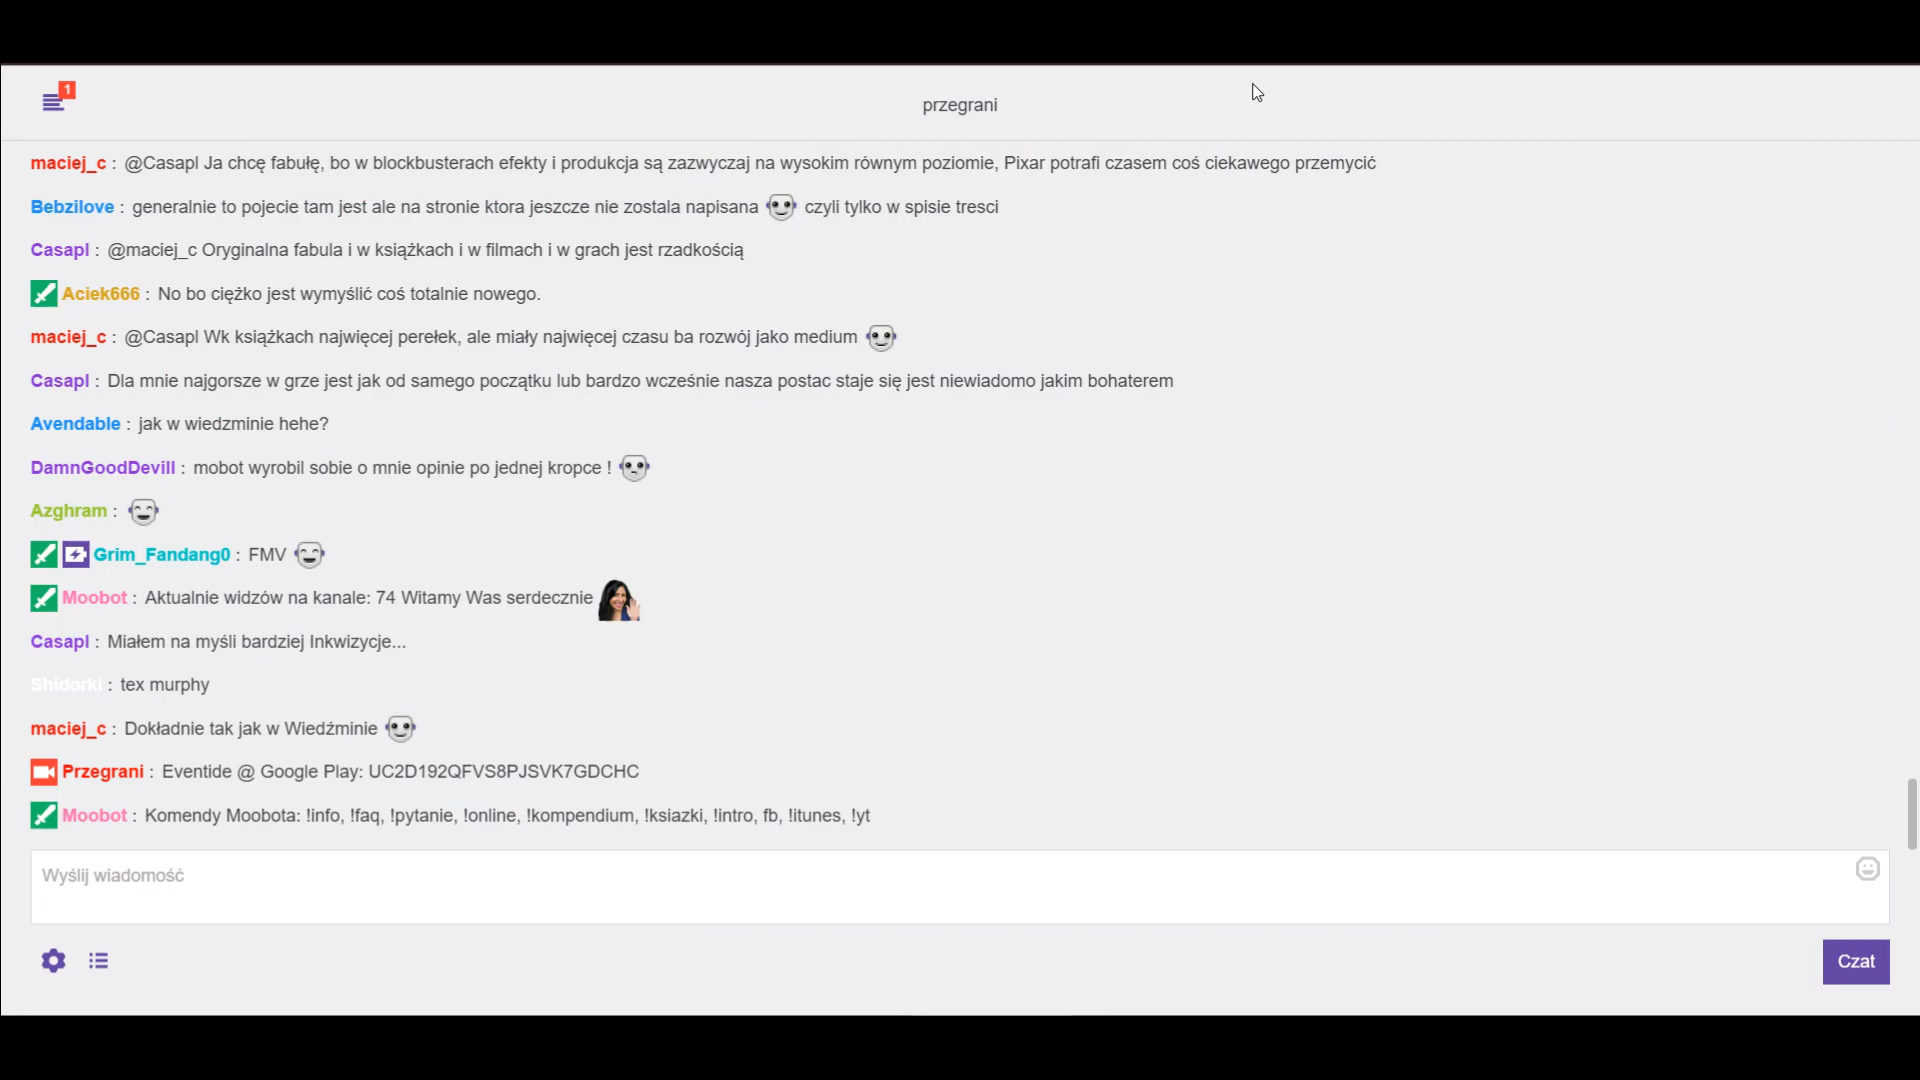 1
przegrani
maciej_c : @Casapl Ja chcę fabułę, bo w blockbusterach efekty i produkcja są zazwyczaj na wysokim równym poziomie, Pixar potrafi czasem coś ciekawego przemycić
Bebzilove : generalnie to pojecie tam jest ale na stronie ktora jeszcze nie zostala napisana czyli tylko w spisie tresci
Casapl : @maciej_c Oryginalna fabula i w książkach i w filmach i w grach jest rzadkością
Aciek666 : No bo ciężko jest wymyślić coś totalnie nowego.
maciej_c : @Casapl Wk książkach najwięcej perełek, ale miały najwięcej czasu ba rozwój jako medium
Casapl : Dla mnie najgorsze w grze jest jak od samego początku lub bardzo wcześnie nasza postac staje się jest niewiadomo jakim bohaterem
Avendable : jak w wiedzminie hehe?
DamnGoodDevill : mobot wyrobil sobie o mnie opinie po jednej kropce !
Azghram :
Grim_Fandang0 : FMV
Moobot : Aktualnie widzów na kanale: 74 Witamy Was serdecznie
Casapl : Miałem na myśli bardziej Inkwizycje...
Shidorki : tex murphy
maciej_c : Dokładnie tak jak w Wiedźminie
Przegrani : Eventide @ Google Play: UC2D192QFVS8PJSVK7GDCHC
Moobot : Komendy Moobota: !info, !faq, !pytanie, !online, !kompendium, !ksiazki, !intro, fb, !itunes, !yt
Wyślij wiadomość
Czat